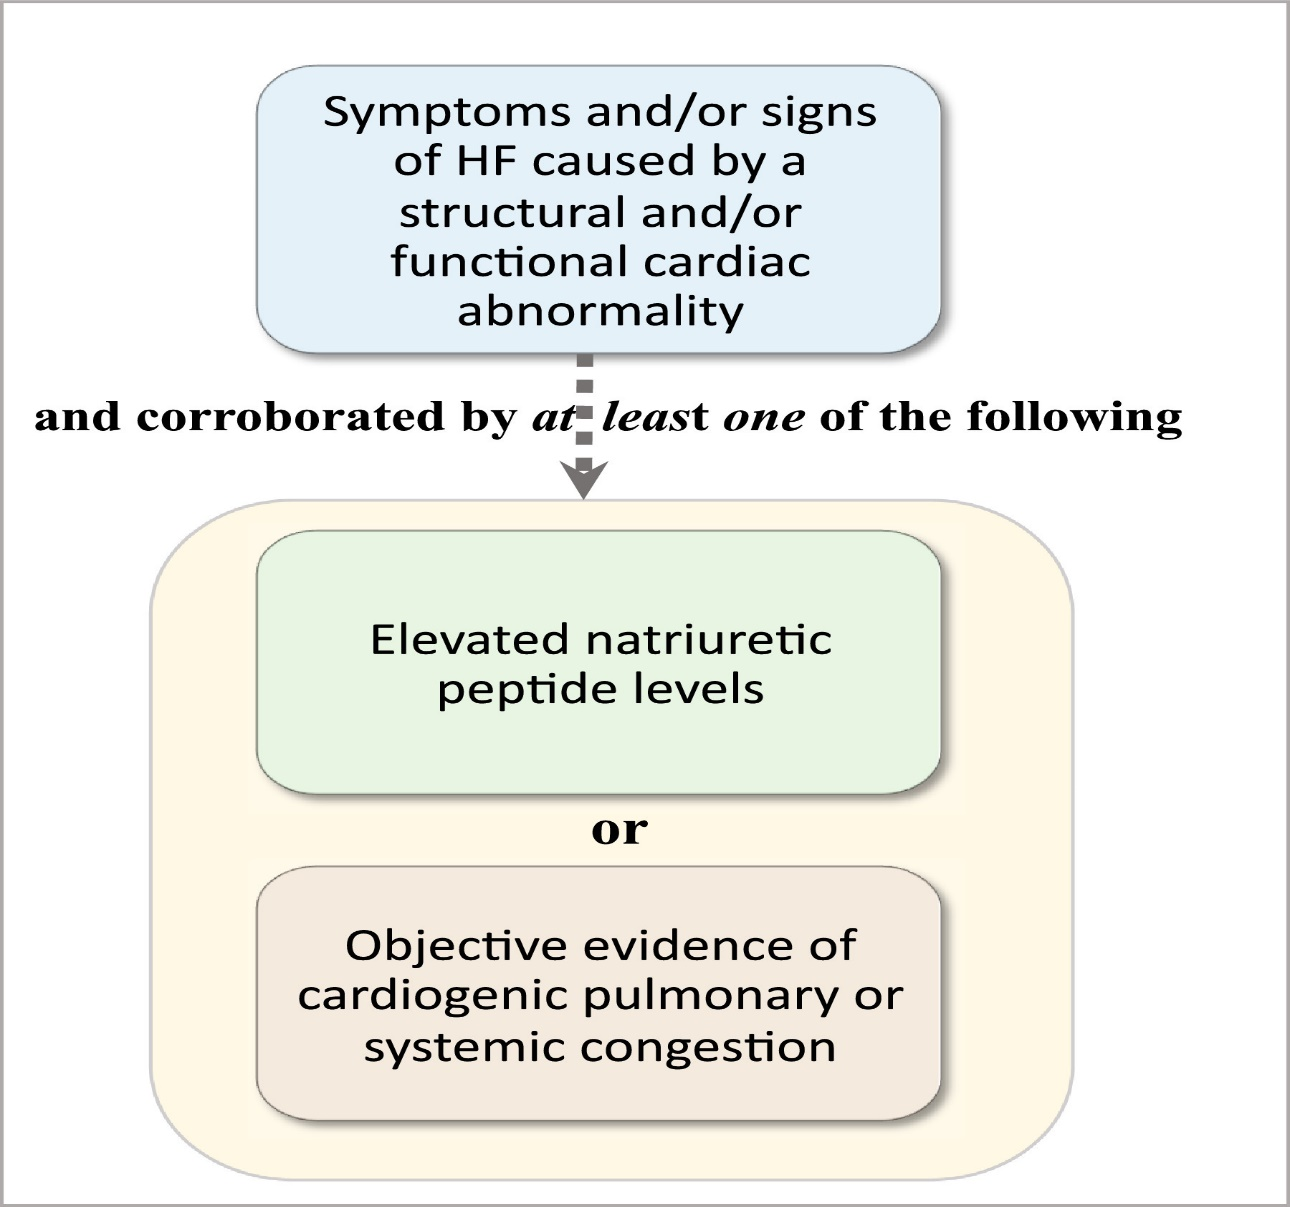 Symptoms and/or signs
of HF caused by a
structural and/or
functional cardiac
abnormality
and corroborated by at least one of the following
Elevated natriuretic
peptide levels
or
Objective evidence of
cardiogenic pulmonary or
systemic congestion